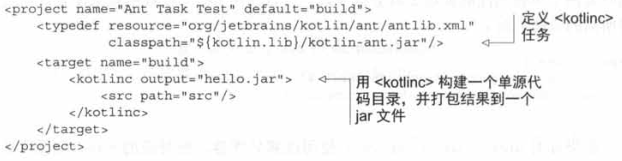 <project name="Ant Task Test" default="build">
<typedef resource="org/jetbrains/kotlin/ant/antlib.xml"
classpath="${kotlin.lib}/kotlin-ant.jar"/>
定义 <kotlinc>
任务
<target name="build">
<kotlinc output="hello.jar">
<src path="src"/>
</kotlinc>
用 <kotlinc> 构建一个单源代
码目录，并打包结果到一个
jar 文件
</target>
</project>